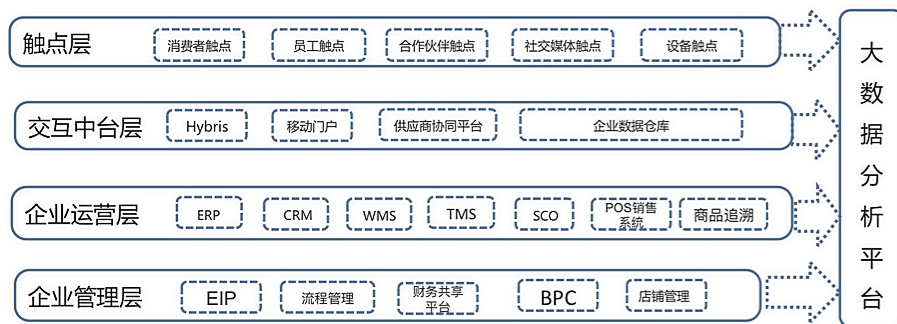 触点层
消费者触点
员工触点
合作伙伴触点
社交媒体触点
设备触点
交互中台层
Hybris
移动门户
供应商协同平台
企业数据仓库
企业运营层
ERP
CRM
WMS
TMS
SCO
POS销售
系统
商品追溯
企业管理层
EIP
流程管理
财务共享
平台
BPC
店铺管理
大
数
据
分
析
平
台